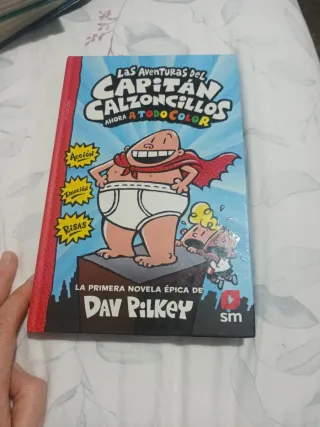 LAS AVENTURAS DEL
CAPITÁN
CALZONCILLOS
AHORA A TODO COLOR
ACCIÓN
EMOCIÓN
RISAS
LA PRIMERA NOVELA ÉPICA DE
DAV PILKEY
sm